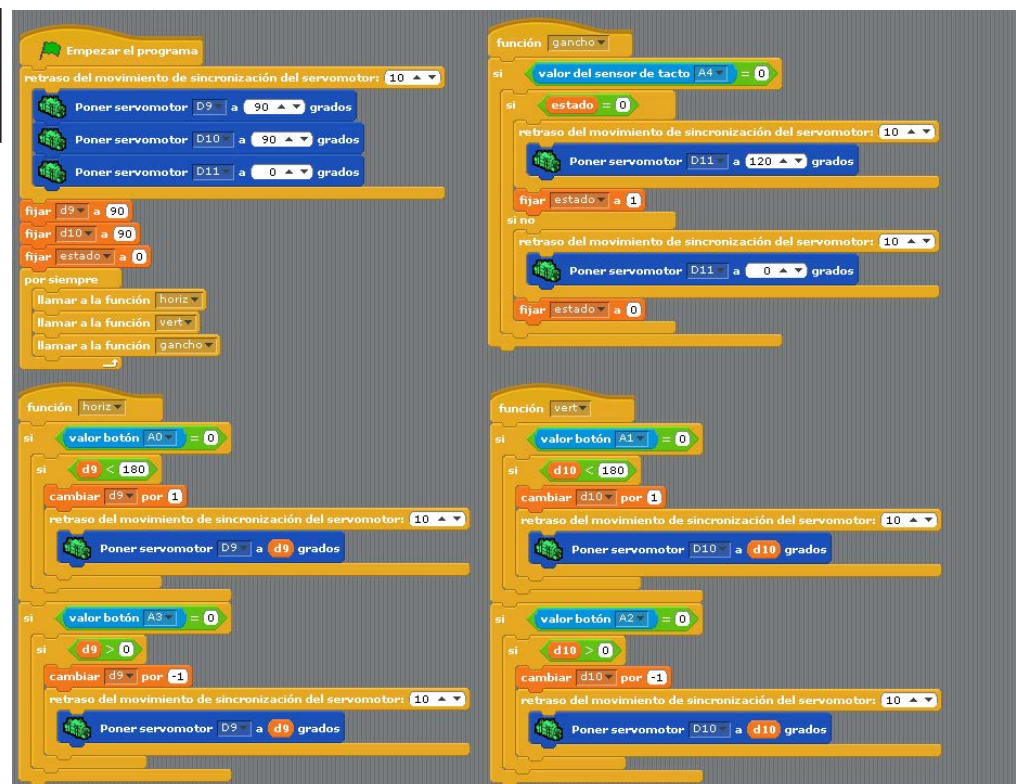 Empezar el programa
retraso del movimiento de sincronización del servomotor: 10
Poner servomotor D9 a 90 grados
Poner servomotor D10 a 90 grados
Poner servomotor D11 a 0 grados
fijar d9 a 90
fijar d10 a 90
fijar estado a 0
por siempre
llamar a la función horiz
llamar a la función vert
llamar a la función gancho
función gancho
si valor del sensor de tacto A4 = 0
si estado = 0
retraso del movimiento de sincronización del servomotor: 10
Poner servomotor D11 a 120 grados
fijar estado a 1
si no
retraso del movimiento de sincronización del servomotor: 10
Poner servomotor D11 a 0 grados
fijar estado a 0
función horiz
si valor botón A0 = 0
si d9 < 180
cambiar d9 por 1
retraso del movimiento de sincronización del servomotor: 10
Poner servomotor D9 a d9 grados
si valor botón A3 = 0
si d9 > 0
cambiar d9 por -1
retraso del movimiento de sincronización del servomotor: 10
Poner servomotor D9 a d9 grados
función vert
si valor botón A1 = 0
si d10 < 180
cambiar d10 por 1
retraso del movimiento de sincronización del servomotor: 10
Poner servomotor D10 a d10 grados
si valor botón A2 = 0
si d10 > 0
cambiar d10 por -1
retraso del movimiento de sincronización del servomotor: 10
Poner servomotor D10 a d10 grados